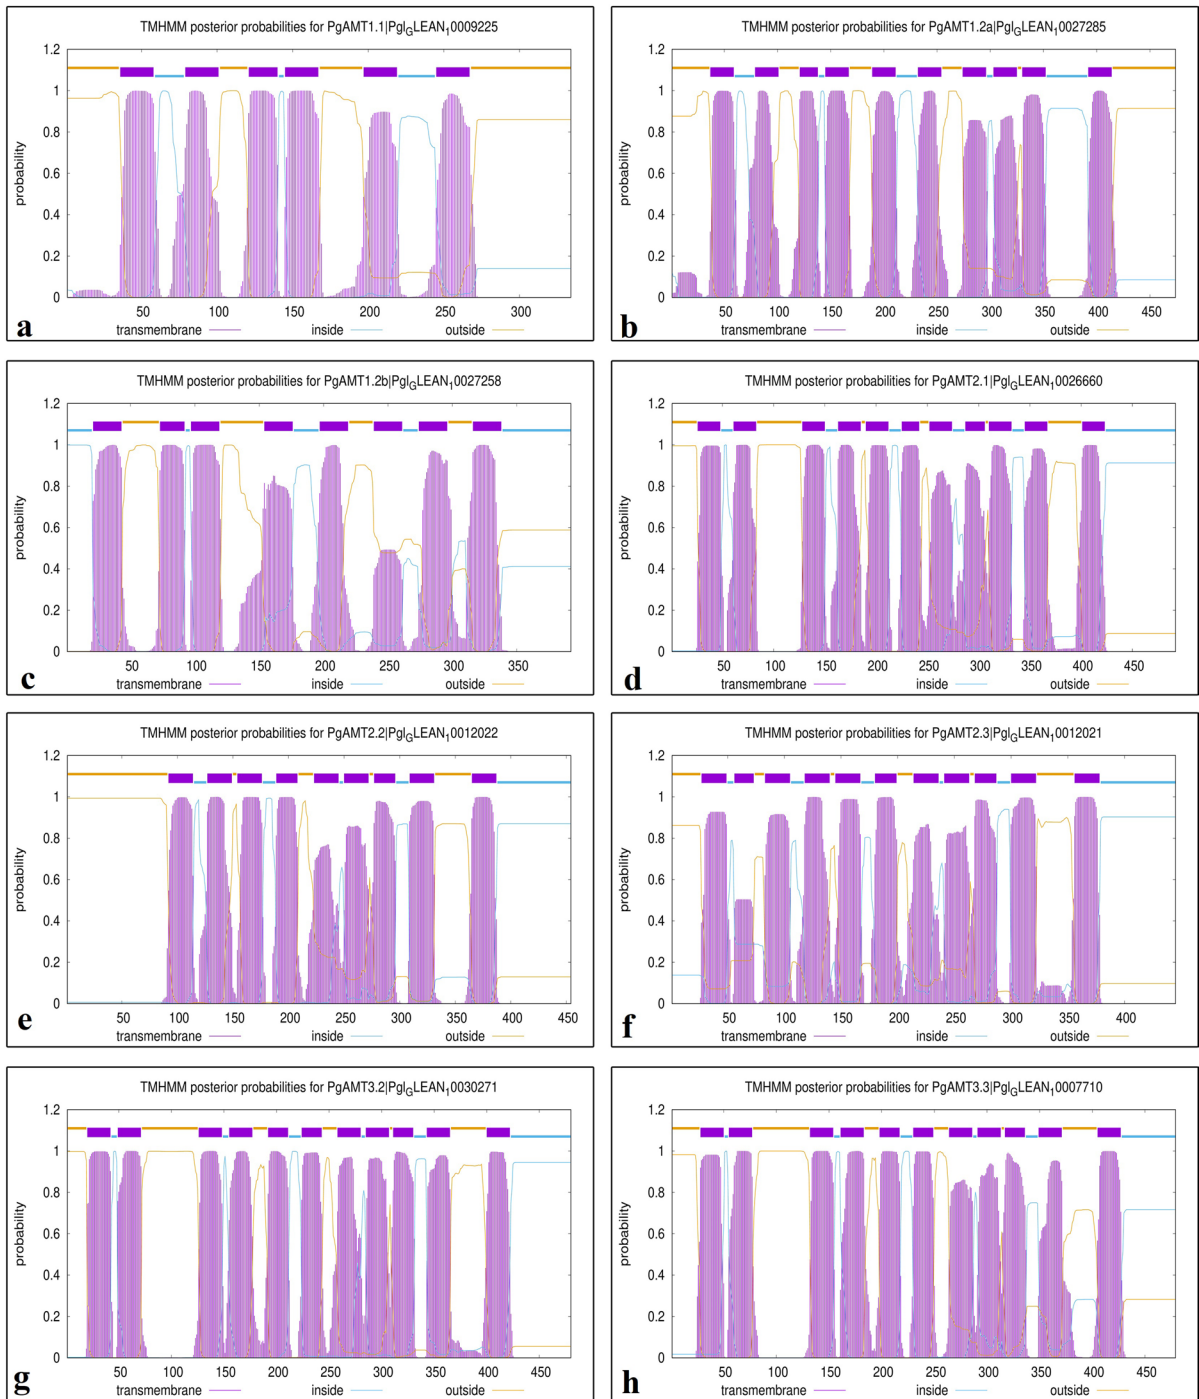 TMHMM posterior probabilities for PgAMT1.1|Pgl_GLEAN_10009225
1.2
1
0.8
0.6
0.4
0.2
0
probability
50 100 150 200 250 300
transmembrane inside outside
a
TMHMM posterior probabilities for PgAMT1.2a|Pgl_GLEAN_10027285
1.2
1
0.8
0.6
0.4
0.2
0
probability
50 100 150 200 250 300 350 400 450
transmembrane inside outside
b
TMHMM posterior probabilities for PgAMT1.2b|Pgl_GLEAN_10027258
1.2
1
0.8
0.6
0.4
0.2
0
probability
50 100 150 200 250 300 350
transmembrane inside outside
c
TMHMM posterior probabilities for PgAMT2.1|Pgl_GLEAN_10026660
1.2
1
0.8
0.6
0.4
0.2
0
probability
50 100 150 200 250 300 350 400 450
transmembrane inside outside
d
TMHMM posterior probabilities for PgAMT2.2|Pgl_GLEAN_10012022
1.2
1
0.8
0.6
0.4
0.2
0
probability
50 100 150 200 250 300 350 400 450
transmembrane inside outside
e
TMHMM posterior probabilities for PgAMT2.3|Pgl_GLEAN_10012021
1.2
1
0.8
0.6
0.4
0.2
0
probability
50 100 150 200 250 300 350 400
transmembrane inside outside
f
TMHMM posterior probabilities for PgAMT3.2|Pgl_GLEAN_10030271
1.2
1
0.8
0.6
0.4
0.2
0
probability
50 100 150 200 250 300 350 400 450
transmembrane inside outside
g
TMHMM posterior probabilities for PgAMT3.3|Pgl_GLEAN_10007710
1.2
1
0.8
0.6
0.4
0.2
0
probability
50 100 150 200 250 300 350 400 450
transmembrane inside outside
h